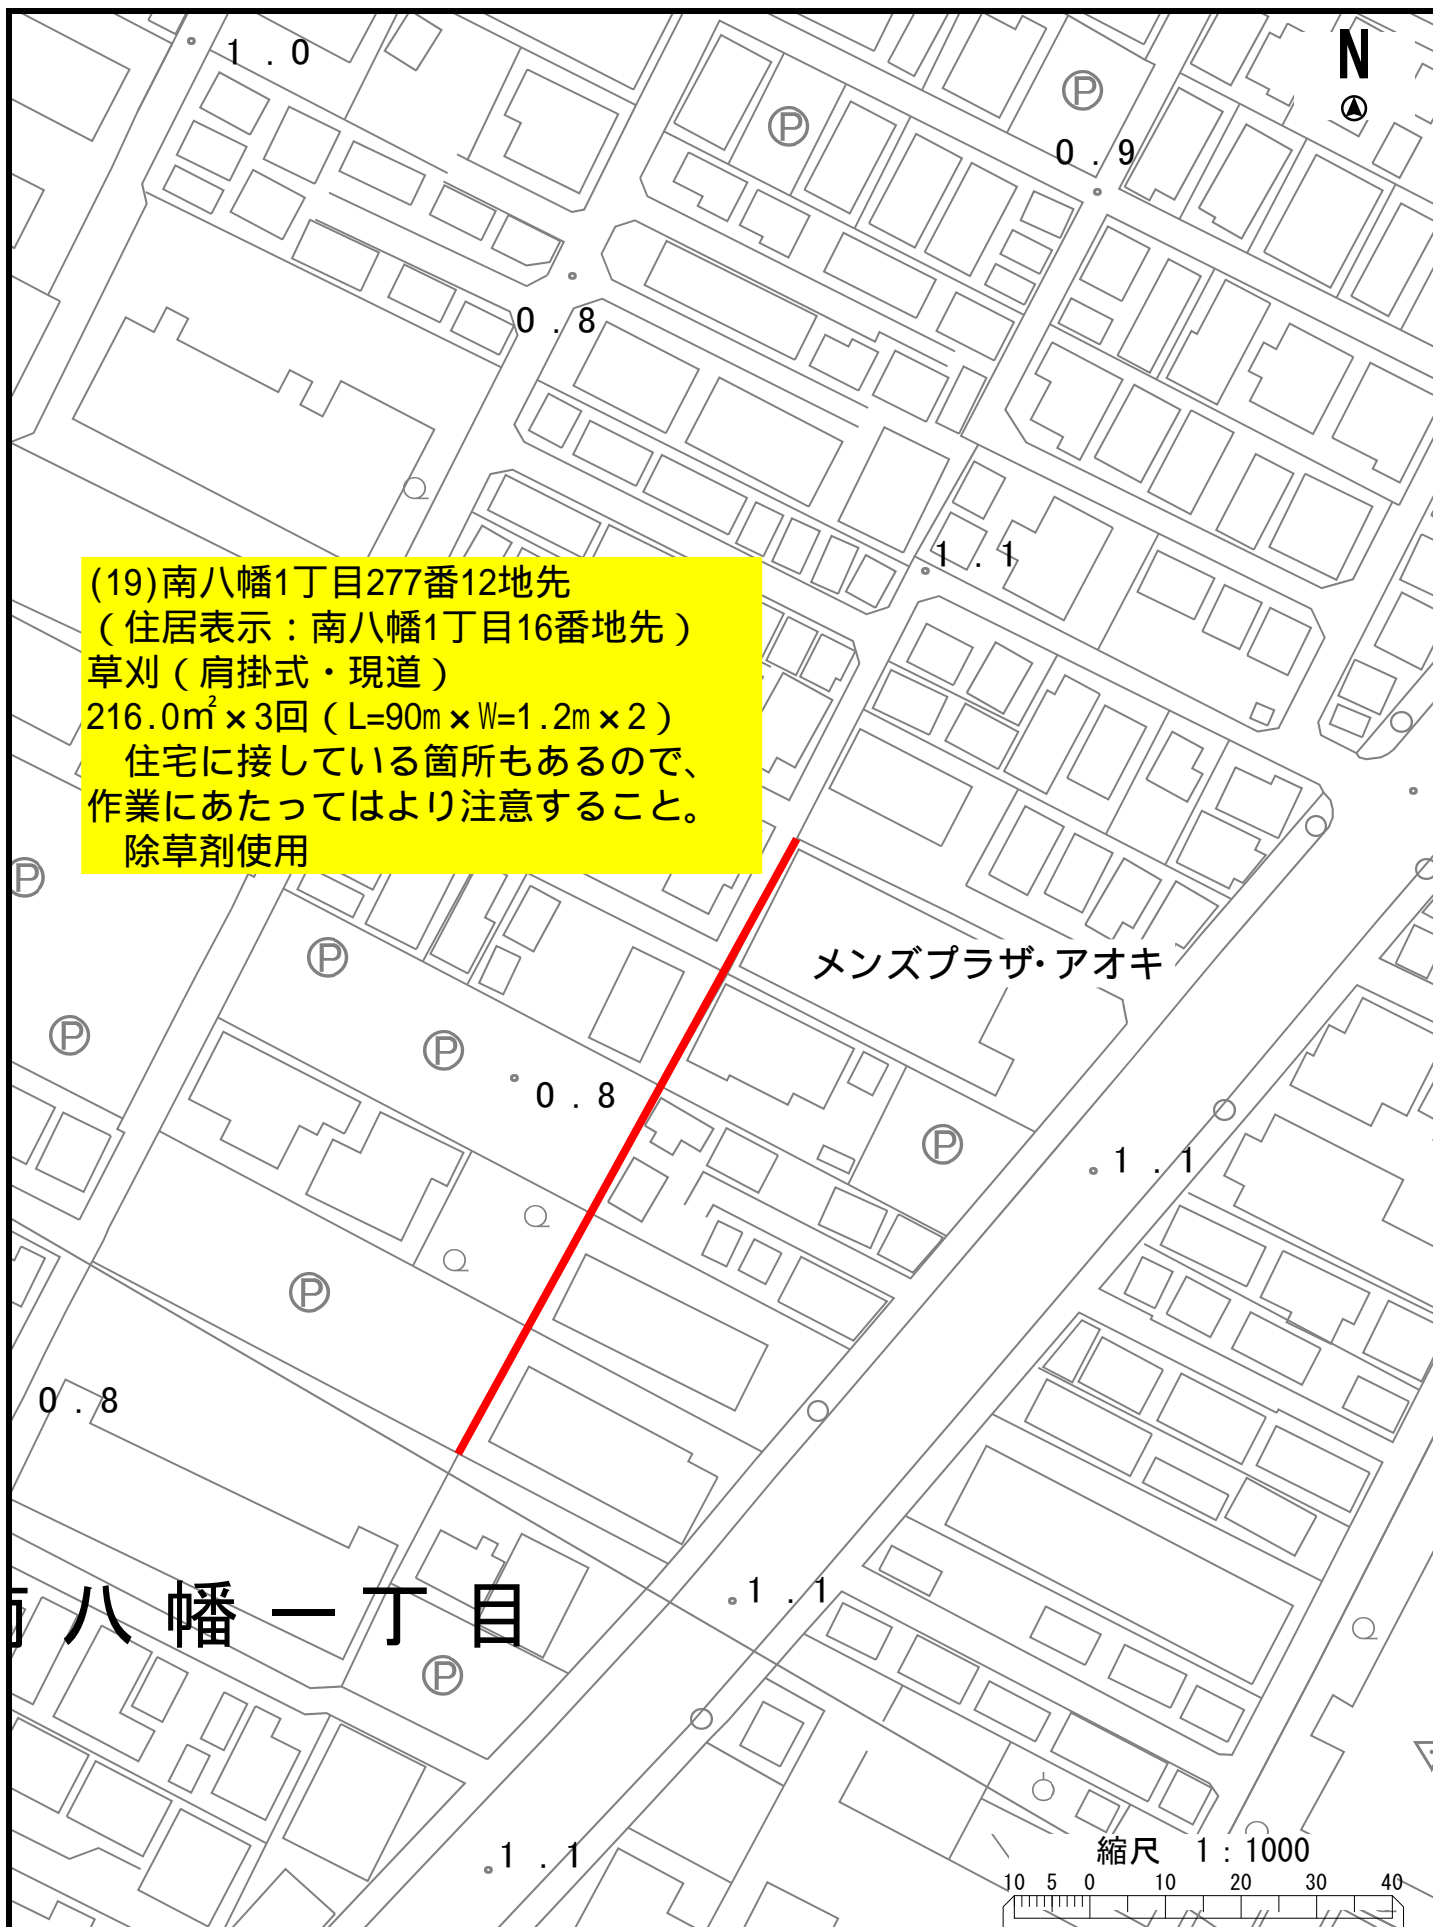 1.0
N
Ⓟ
Ⓟ
0.9
0.8
1.1
(19)南八幡1丁目277番12地先
（住居表示：南八幡1丁目16番地先）
草刈（肩掛式・現道）
216.0㎡×3回（L=90m×W=1.2m×2）
住宅に接している箇所もあるので、
作業にあたってはより注意すること。
除草剤使用
Ⓟ
Ⓟ
メンズプラザ・アオキ
Ⓟ
Ⓟ
0.8
Ⓟ
1.1
Ⓟ
0.8
南八幡一丁目
1.1
Ⓟ
1.1
縮尺 1:1000
10 5 0 10 20 30 40